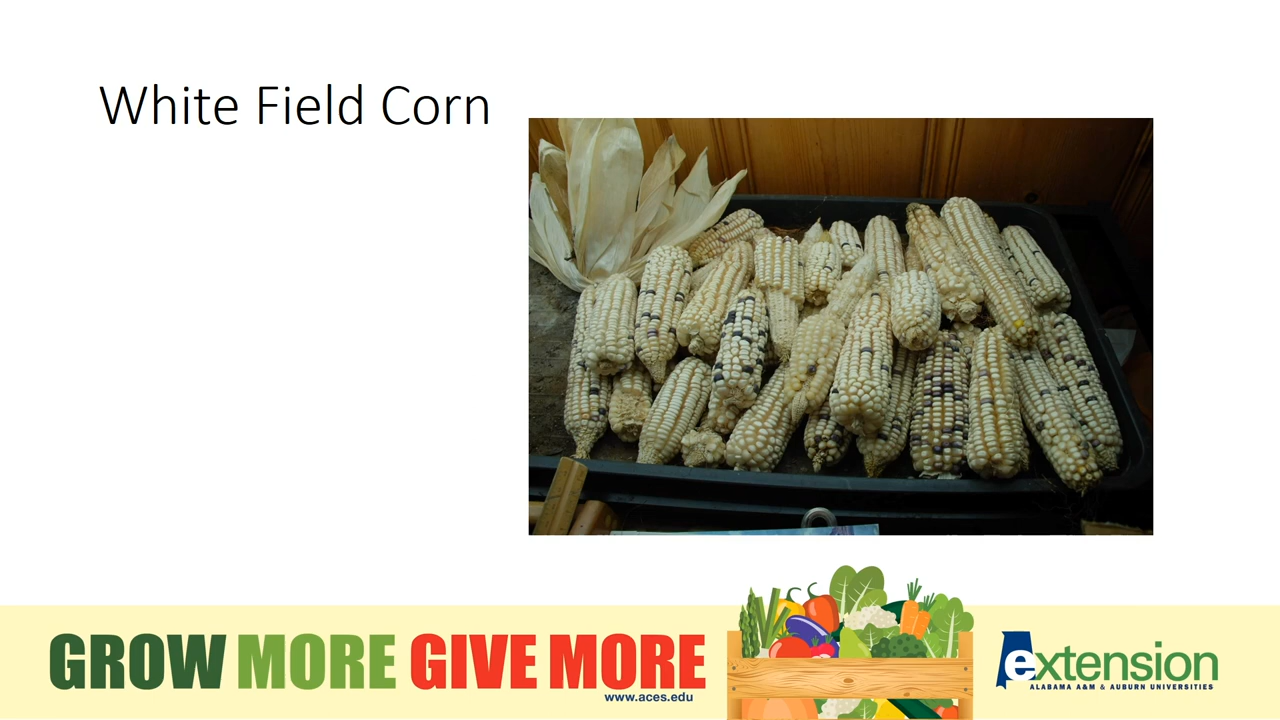 White Field Corn
GROW MORE GIVE MORE
www.aces.edu
extension
ALABAMA A&M & AUBURN UNIVERSITIES